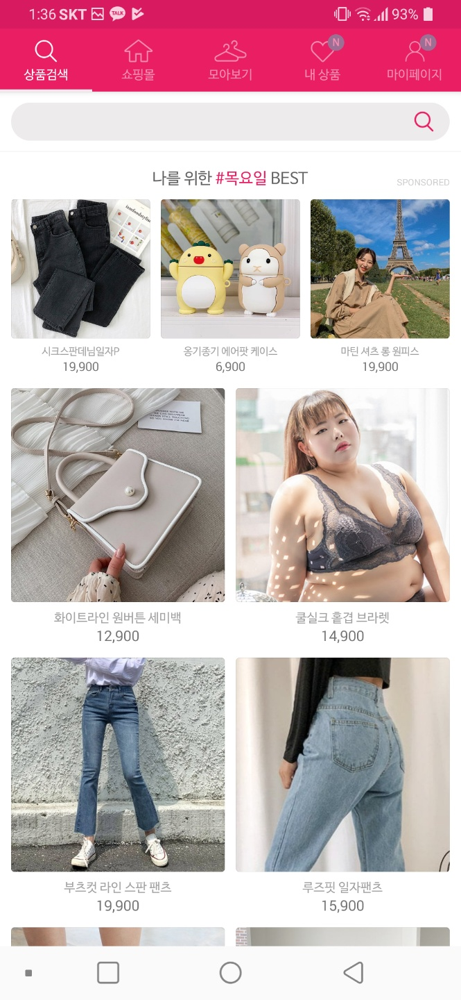 1:36 SKT TALK 93%
N N
상품검색 쇼핑몰 모아보기 내 상품 마이페이지
나를 위한 #목요일 BEST
SPONSORED
시크스판데님일자P 옹기종기 에어팟 케이스 마틴 셔츠 롱 원피스
19,900 6,900 19,900
화이트라인 원버튼 세미백 쿨실크 홑겹 브라렛
12,900 14,900
부츠컷 라인 스판 팬츠 루즈핏 일자팬츠
19,900 15,900